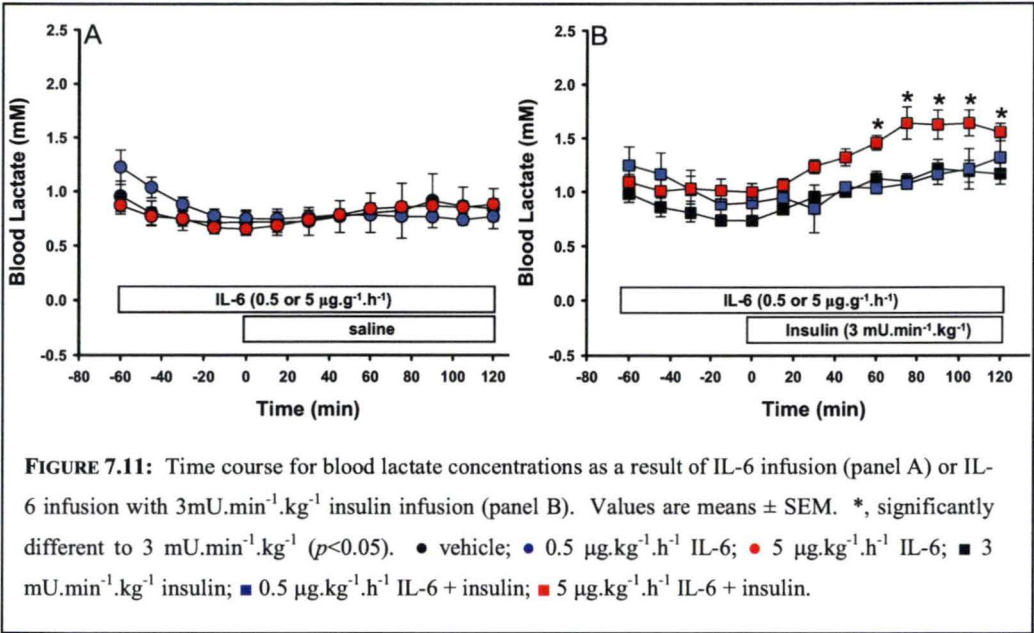 A
B
2.5
2.0
1.5
1.0
0.5
0.0
-0.5
Blood Lactate (mM)
IL-6 (0.5 or 5 µg.g⁻¹.h⁻¹)
saline
-80 -60 -40 -20 0 20 40 60 80 100 120
Time (min)
2.5
2.0
1.5
1.0
0.5
0.0
-0.5
Blood Lactate (mM)
* * * * *
IL-6 (0.5 or 5 µg.g⁻¹.h⁻¹)
Insulin (3 mU.min⁻¹.kg⁻¹)
-80 -60 -40 -20 0 20 40 60 80 100 120
Time (min)
FIGURE 7.11: Time course for blood lactate concentrations as a result of IL-6 infusion (panel A) or IL-
6 infusion with 3mU.min⁻¹.kg⁻¹ insulin infusion (panel B). Values are means ± SEM. *, significantly
different to 3 mU.min⁻¹.kg⁻¹ (p<0.05). ● vehicle; ● 0.5 µg.kg⁻¹.h⁻¹ IL-6; ● 5 µg.kg⁻¹.h⁻¹ IL-6; ■ 3
mU.min⁻¹.kg⁻¹ insulin; ■ 0.5 µg.kg⁻¹.h⁻¹ IL-6 + insulin; ■ 5 µg.kg⁻¹.h⁻¹ IL-6 + insulin.